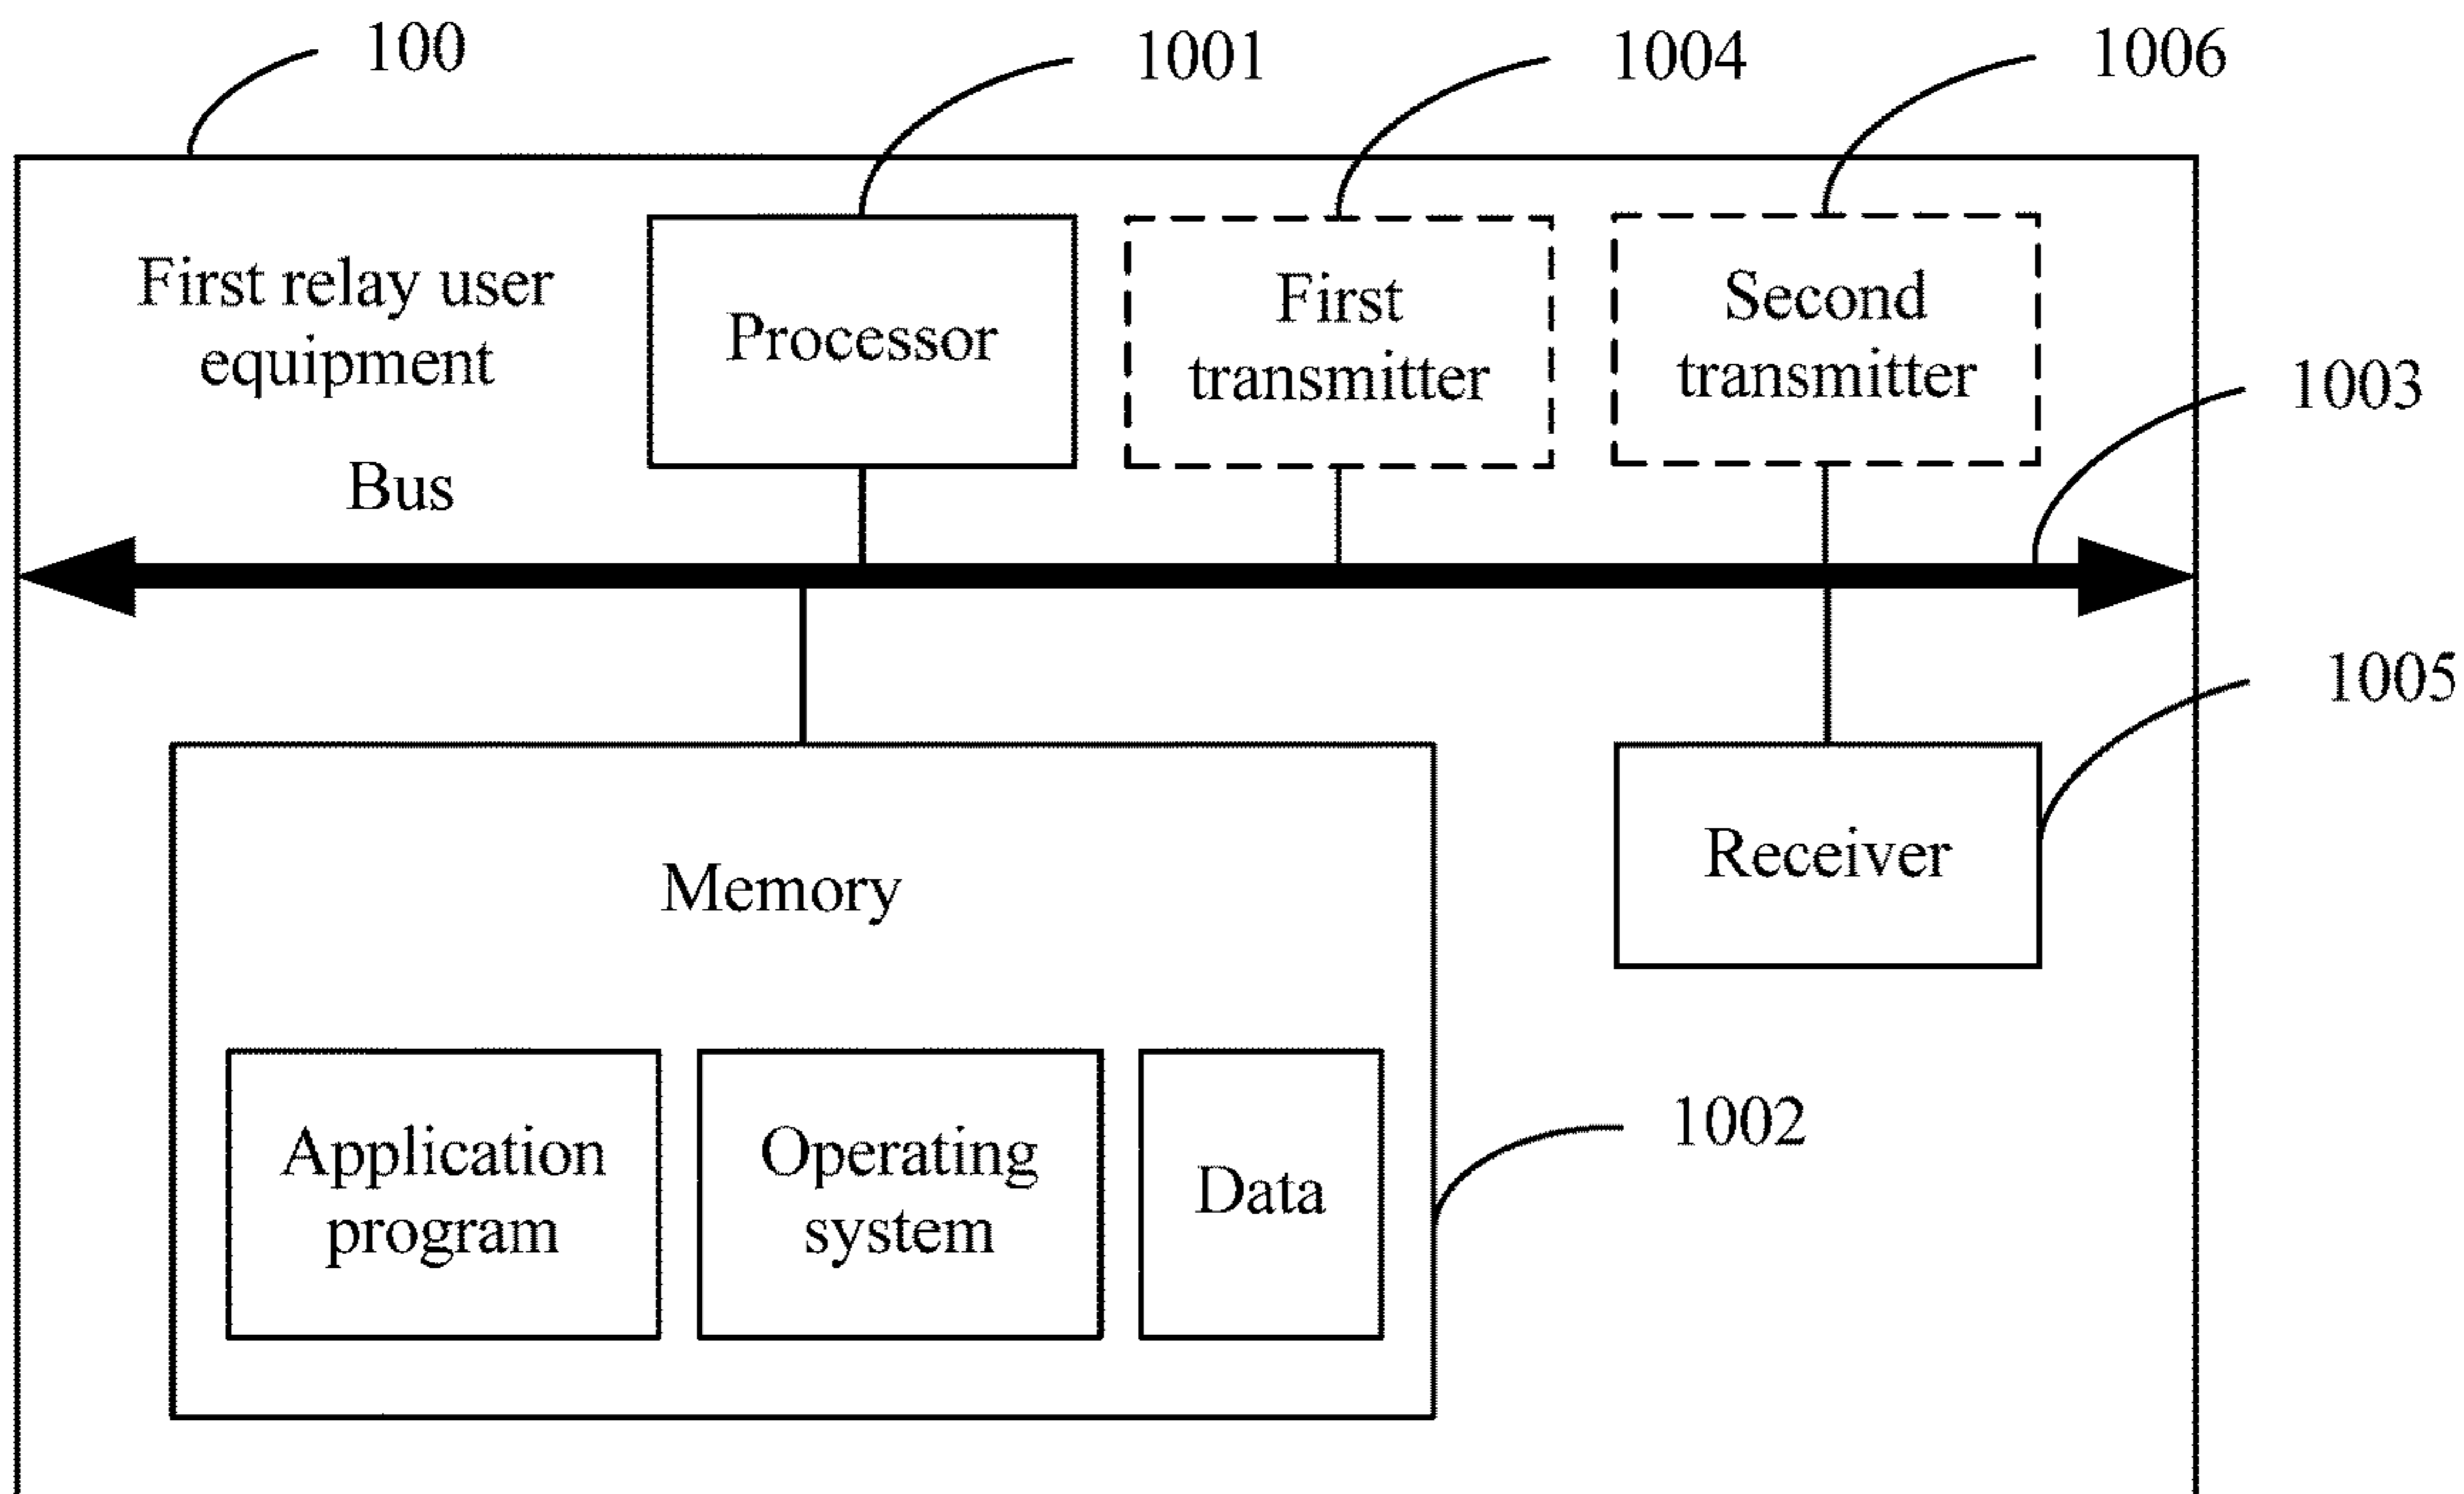 100
1001
1004
1006
First relay user
equipment
Processor
First
transmitter
Second
transmitter
1003
Bus
1005
Receiver
Memory
1002
Application
program
Operating
system
Data